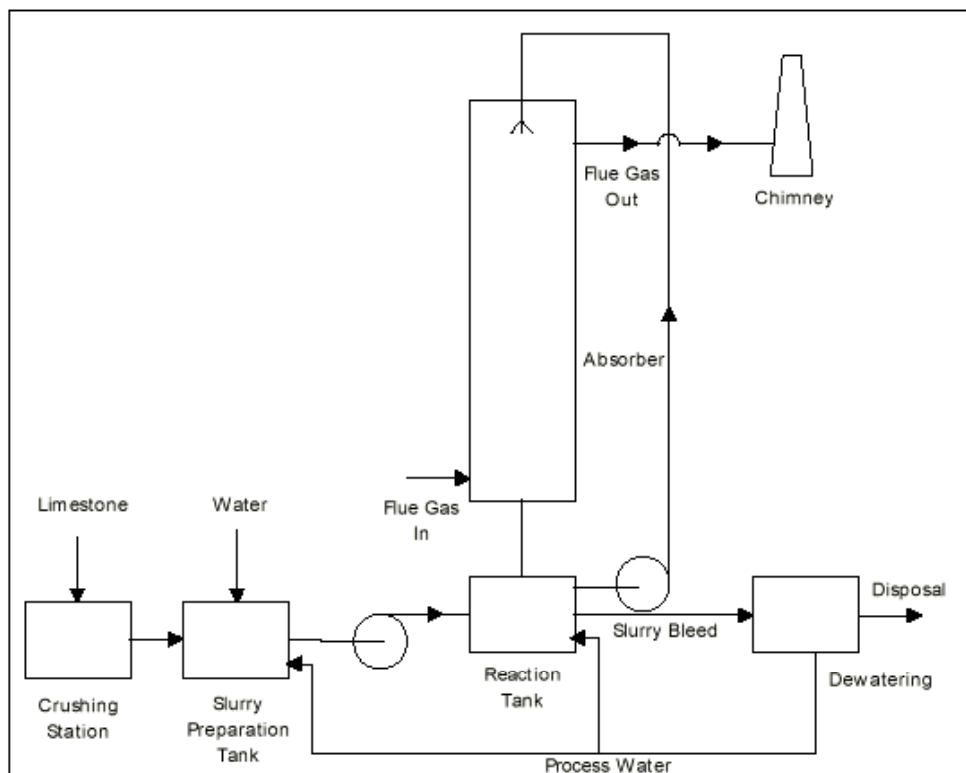 Flue Gas
Out
Chimney
Absorber
Limestone
Water
Flue Gas
In
Disposal
Slurry Bleed
Reaction
Tank
Dewatering
Crushing
Station
Slurry
Preparation
Tank
Process Water